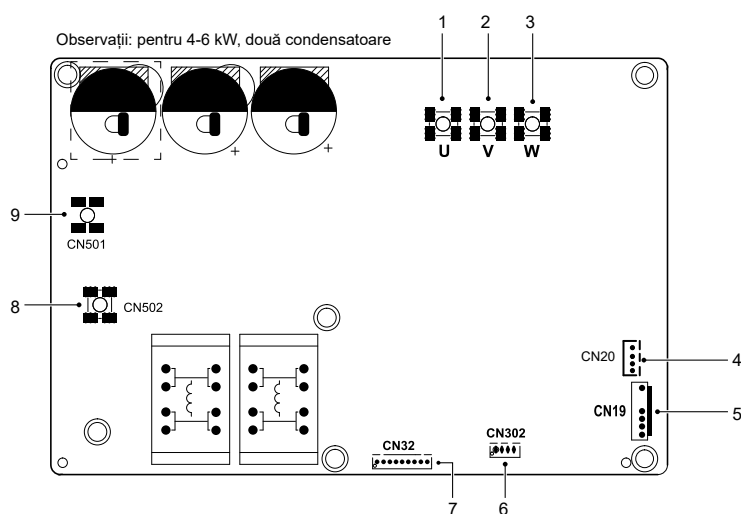 Observații: pentru 4-6 kW, două condensatoare
1 2 3
+ + +
U V W
9
CN501
8
CN502
CN20
4
CN19
5
CN32
CN302
7
6